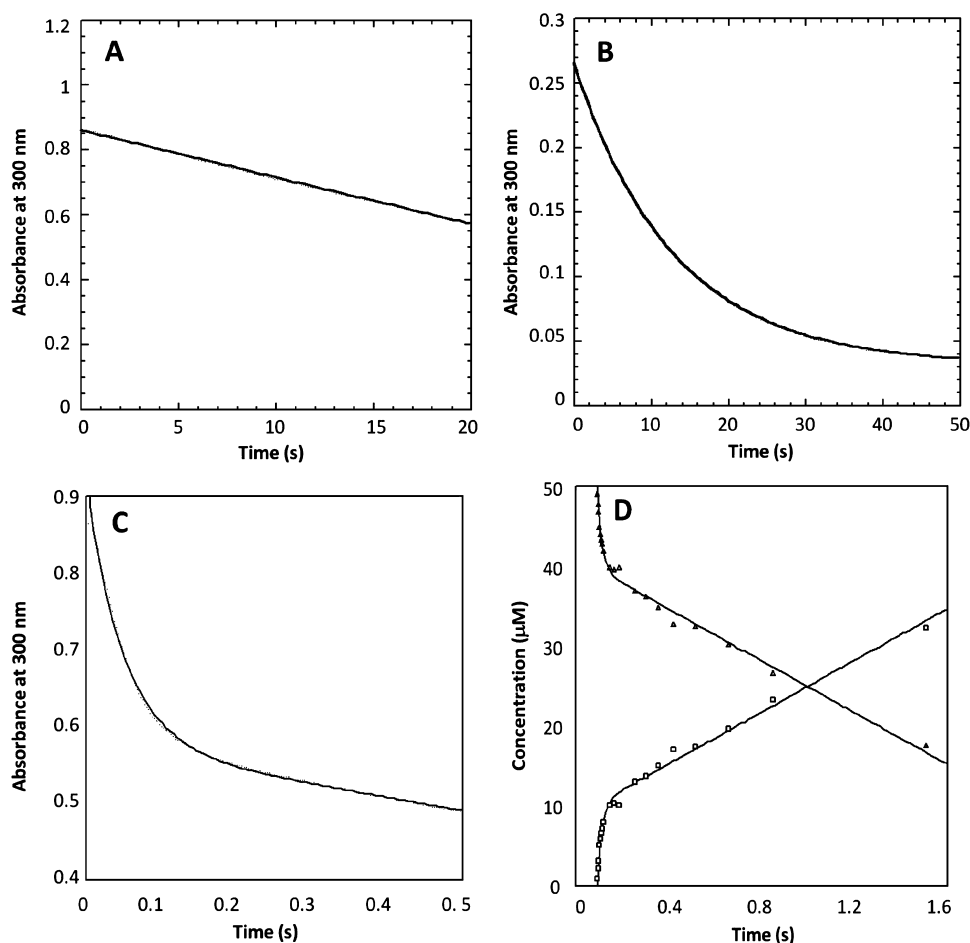 A
Absorbance at 300 nm
1.2
1
0.8
0.6
0.4
0.2
0
0 5 10 15 20
Time (s)
B
Absorbance at 300 nm
0.3
0.25
0.2
0.15
0.1
0.05
0
0 10 20 30 40 50
Time (s)
C
Absorbance at 300 nm
0.9
0.8
0.7
0.6
0.5
0.4
0 0.1 0.2 0.3 0.4 0.5
Time (s)
D
Concentration (μM)
50
40
30
20
10
0
0 0.4 0.8 1.2 1.6
Time (s)